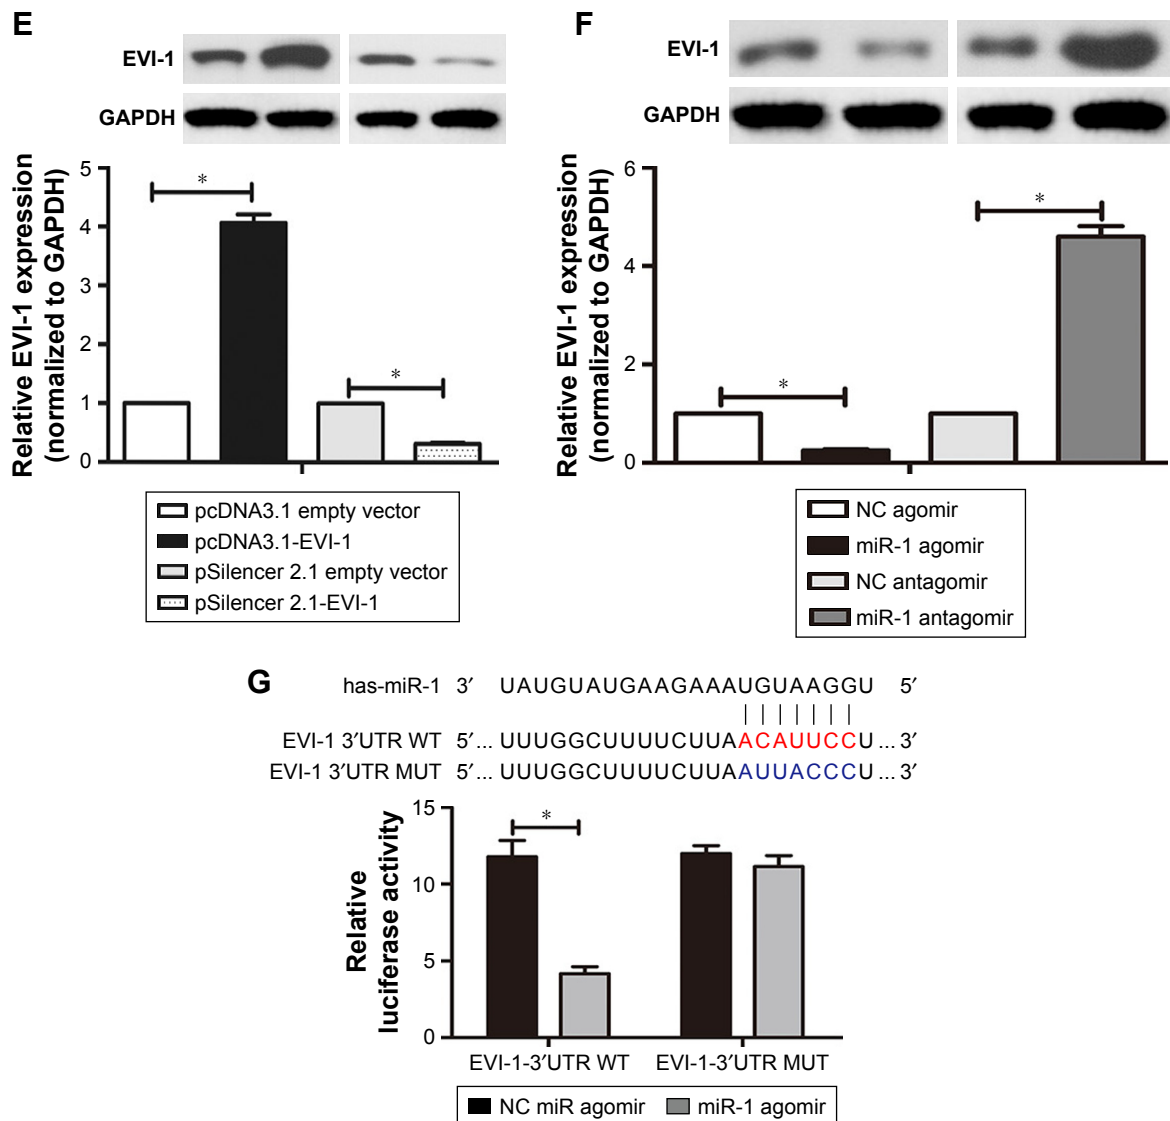 E
EVI-1
GAPDH
Relative EVI-1 expression
(normalized to GAPDH)
5
4
3
2
1
0
*
*
pcDNA3.1 empty vector
pcDNA3.1-EVI-1
pSilencer 2.1 empty vector
pSilencer 2.1-EVI-1
F
EVI-1
GAPDH
Relative EVI-1 expression
(normalized to GAPDH)
6
4
2
0
*
*
NC agomir
miR-1 agomir
NC antagomir
miR-1 antagomir
G
has-miR-1 3′ UAUGUAUGAAGAAAUGUAAGGU 5′
EVI-1 3′UTR WT 5′... UUUGGCUUUUCUUAACAUUCCU ... 3′
EVI-1 3′UTR MUT 5′... UUUGGCUUUUCUUAAUUACCCU ... 3′
Relative
luciferase activity
15
10
5
0
*
EVI-1-3′UTR WT EVI-1-3′UTR MUT
NC miR agomir miR-1 agomir